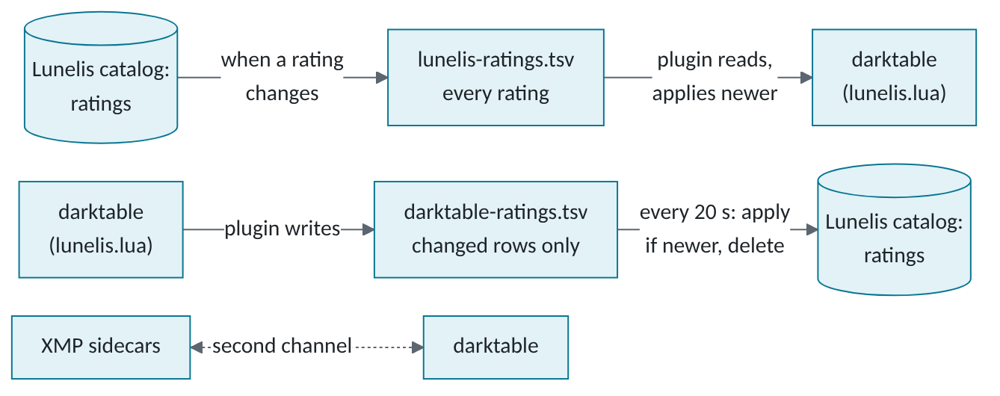 Lunelis catalog:
ratings
when a rating
changes
lunelis-ratings.tsv
every rating
plugin reads,
applies newer
darktable
(lunelis.lua)
darktable
(lunelis.lua)
plugin writes
darktable-ratings.tsv
changed rows only
every 20 s: apply
if newer, delete
Lunelis catalog:
ratings
XMP sidecars
second channel
darktable